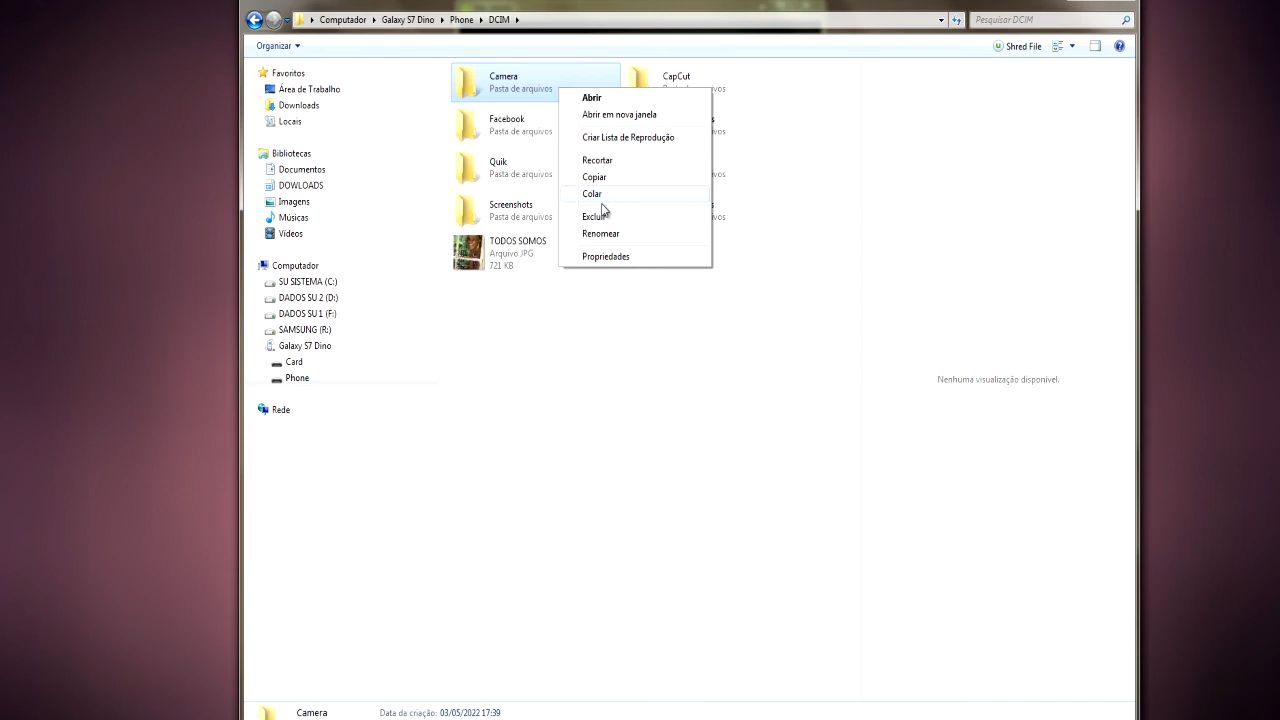 Computador Galaxy S7 Dino Phone DCIM
Pesquisar DCIM
Organizar
Shred File
Favoritos
Área de Trabalho
Downloads
Locais
Bibliotecas
Documentos
DOWLOADS
Imagens
Músicas
Vídeos
Computador
SU SISTEMA (C:)
DADOS SU 2 (D:)
DADOS SU 1 (F:)
SAMSUNG (R:)
Galaxy S7 Dino
Card
Phone
Rede
Camera
Pasta de arquivos
CapCut
Facebook
Pasta de arquivos
Quik
Pasta de arquivos
Screenshots
Pasta de arquivos
TODOS SOMOS
Arquivo JPG
721 KB
Abrir
Abrir em nova janela
Criar Lista de Reprodução
Recortar
Copiar
Colar
Excluir
Renomear
Propriedades
Nenhuma visualização disponível.
Camera
Data da criação: 03/05/2022 17:39